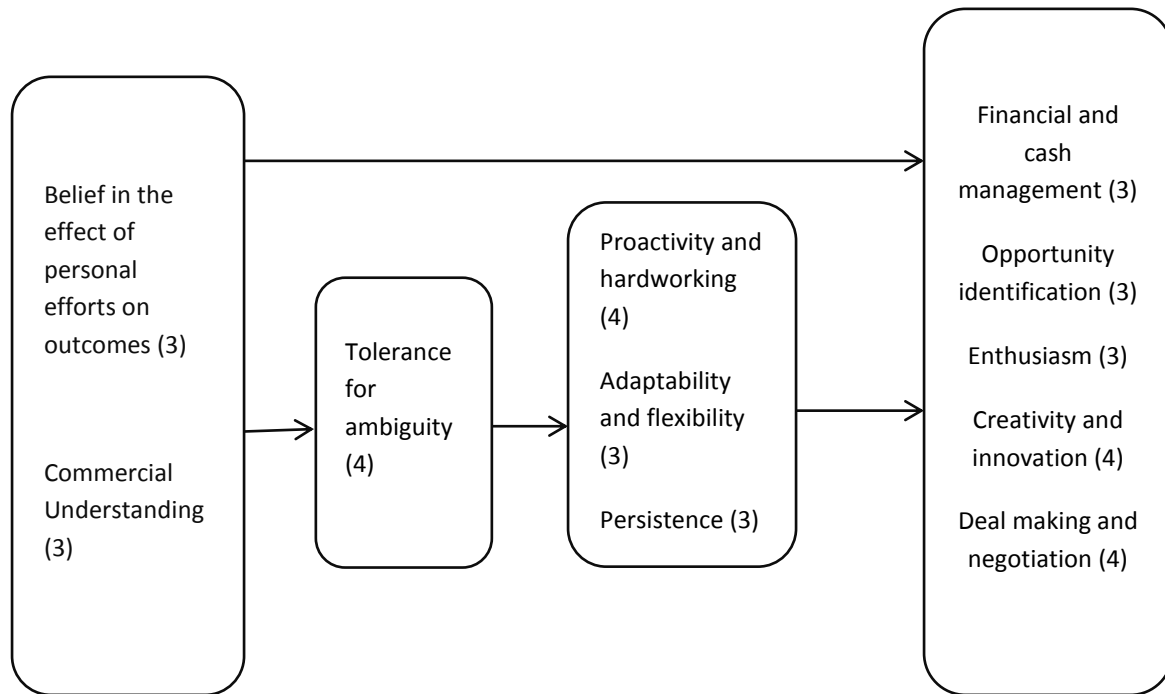 Belief in the
effect of
personal
efforts on
outcomes (3)
Commercial
Understanding
(3)
Tolerance
for
ambiguity
(4)
Proactivity and
hardworking
(4)
Adaptability
and flexibility
(3)
Persistence (3)
Financial and
cash
management (3)
Opportunity
identification (3)
Enthusiasm (3)
Creativity and
innovation (4)
Deal making and
negotiation (4)